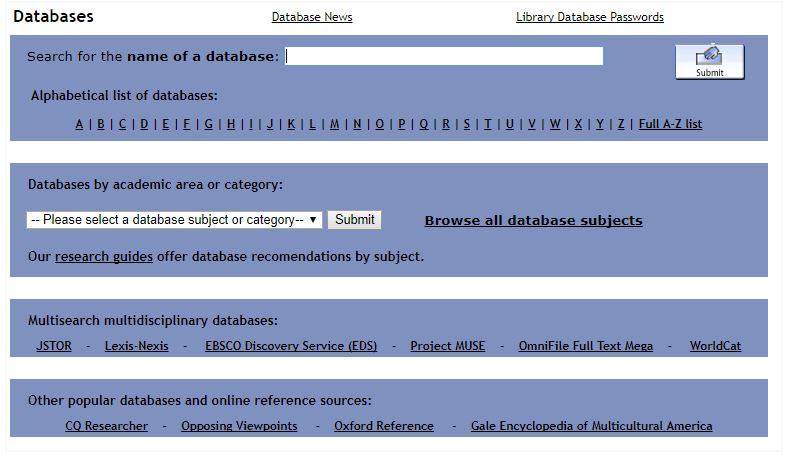 Databases Database News Library Database Passwords
Search for the name of a database: Submit
Alphabetical list of databases:
A | B | C | D | E | F | G | H | I | J | K | L | M | N | O | P | Q | R | S | T | U | V | W | X | Y | Z | Full A-Z list
Databases by academic area or category:
-- Please select a database subject or category-- Submit Browse all database subjects
Our research guides offer database recomendations by subject.
Multisearch multidisciplinary databases:
JSTOR - Lexis-Nexis - EBSCO Discovery Service (EDS) - Project MUSE - OmniFile Full Text Mega - WorldCat
Other popular databases and online reference sources:
CQ Researcher - Opposing Viewpoints - Oxford Reference - Gale Encyclopedia of Multicultural America